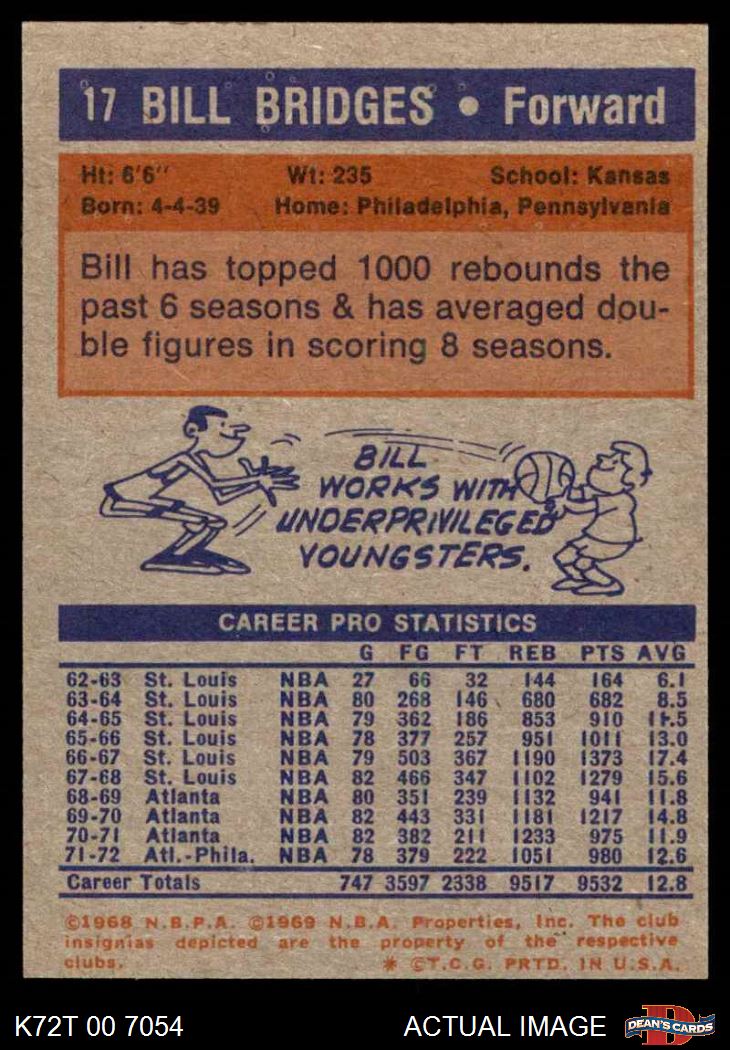 17 BILL BRIDGES • Forward
Ht: 6'6" Wt: 235 School: Kansas
Born: 4-4-39 Home: Philadelphia, Pennsylvania
Bill has topped 1000 rebounds the
past 6 seasons & has averaged dou-
ble figures in scoring 8 seasons.
BILL
WORKS WITH
UNDERPRIVILEGED
YOUNGSTERS.
CAREER PRO STATISTICS
G FG FT REB PTS AVG
62-63 St. Louis NBA 27 66 32 144 164 6.1
63-64 St. Louis NBA 80 268 146 680 682 8.5
64-65 St. Louis NBA 79 362 186 853 910 11.5
65-66 St. Louis NBA 78 377 257 951 1011 13.0
66-67 St. Louis NBA 79 503 367 1190 1373 17.4
67-68 St. Louis NBA 82 466 347 1102 1279 15.6
68-69 Atlanta NBA 80 351 239 1132 941 11.8
69-70 Atlanta NBA 82 443 331 1181 1217 14.8
70-71 Atlanta NBA 82 382 211 1233 975 11.9
71-72 Atl.-Phila. NBA 78 379 222 1051 980 12.6
Career Totals 747 3597 2338 9517 9532 12.8
©1968 N.B.P.A. ©1969 N.B.A. Properties, Inc. The club
insignias depicted are the property of the respective
clubs. * ©T.C.G. PRTD. IN U.S.A.
K72T 00 7054 ACTUAL IMAGE D DEAN'S CARDS